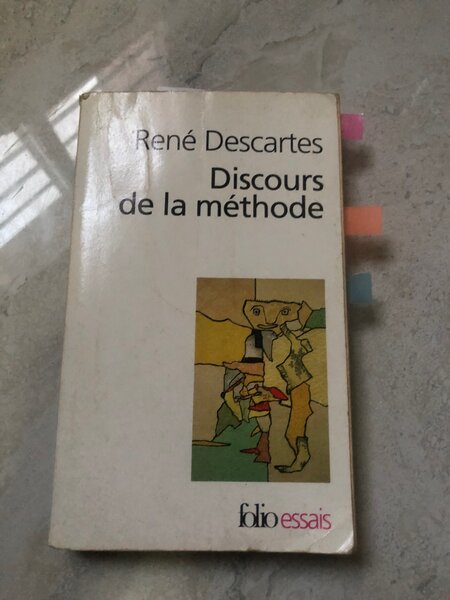 René Descartes
Discours
de la méthode
folio essais